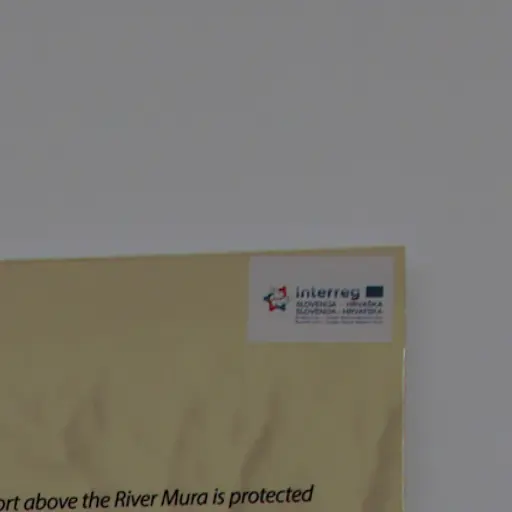 interreg
SLOVENIJA - HRVAŠKA
SLOVENIJA - HRVATSKA
ort above the River Mura is protected